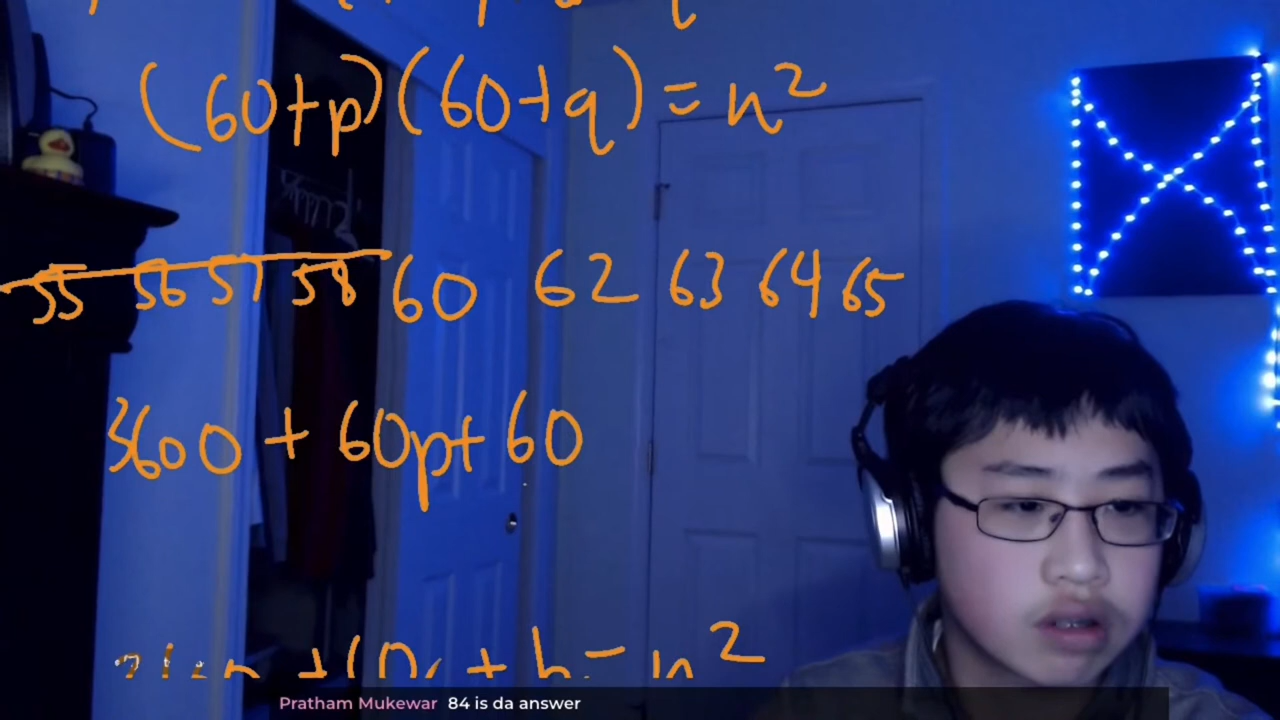 (60+p)(60+q)=n²
55 56 57 58 60 62 63 64 65
3600 + 60p+ 60
Pratham Mukewar 84 is da answer